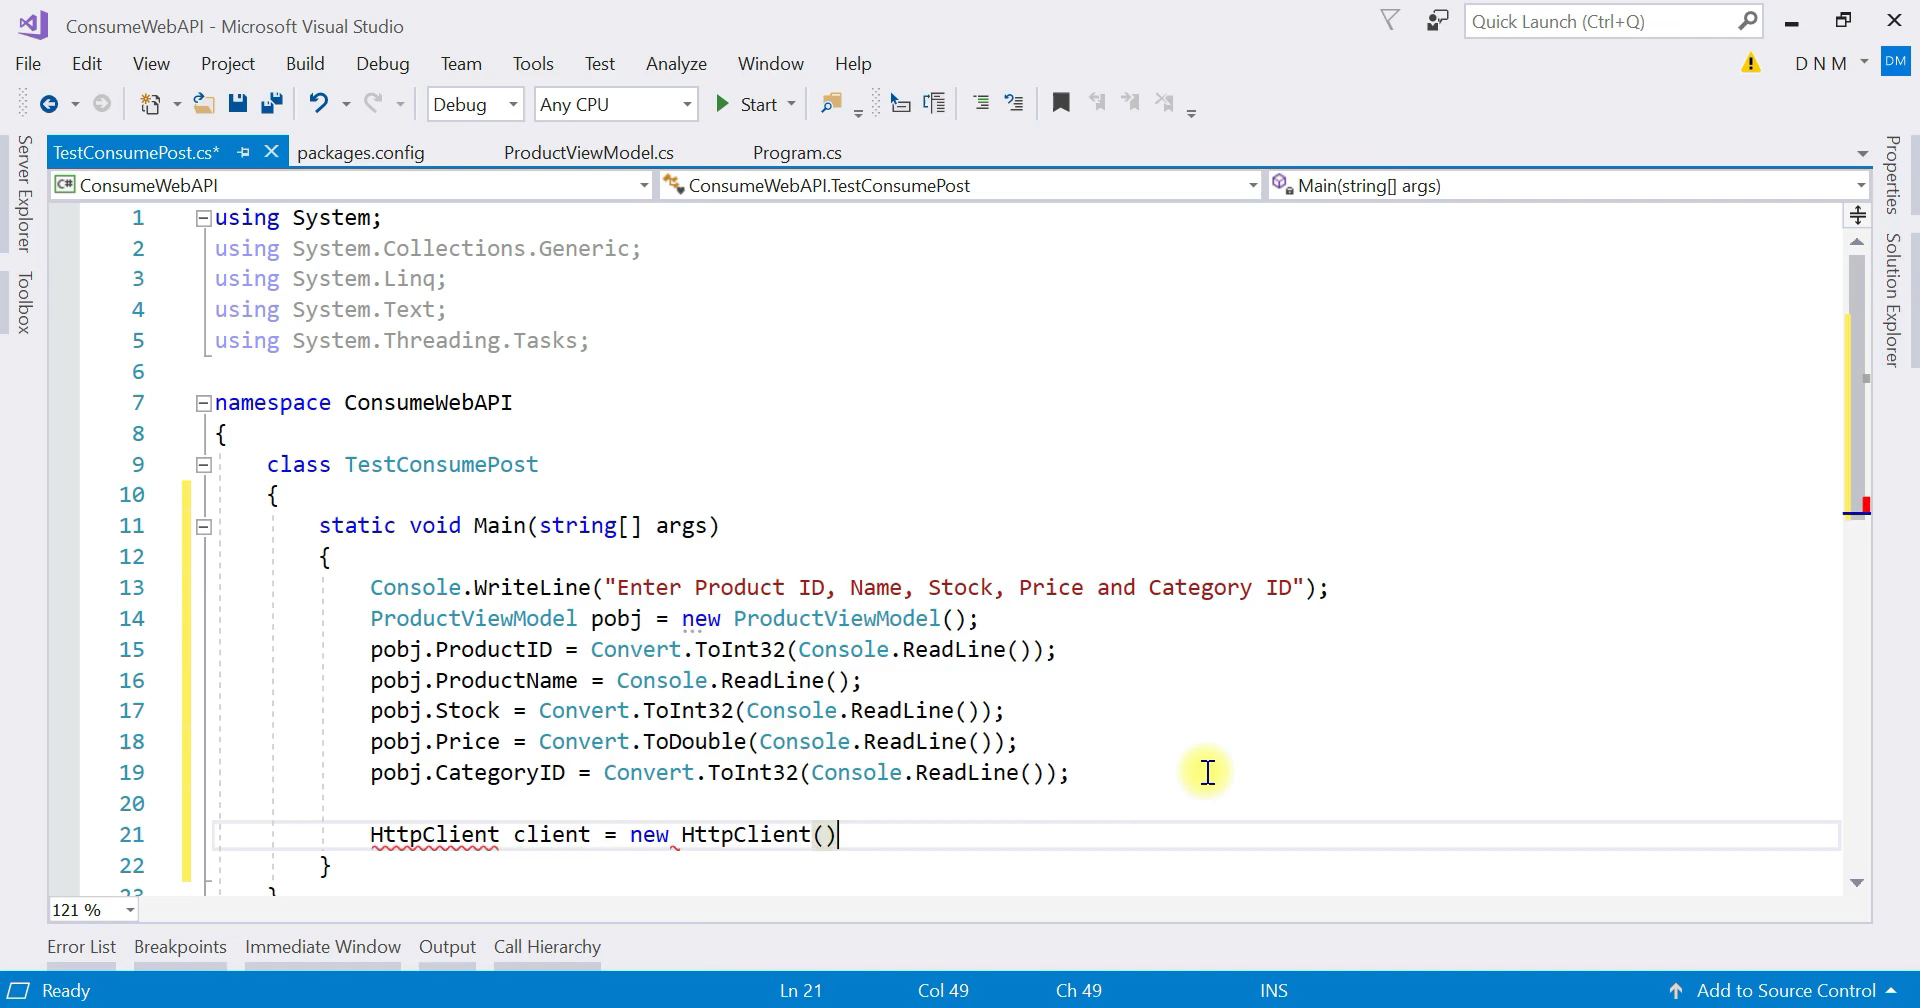 ConsumeWebAPI - Microsoft Visual Studio
Quick Launch (Ctrl+Q)
File Edit View Project Build Debug Team Tools Test Analyze Window Help
D N M DM
Debug Any CPU Start
TestConsumePost.cs* packages.config ProductViewModel.cs Program.cs
C# ConsumeWebAPI ConsumeWebAPI.TestConsumePost Main(string[] args)
Server Explorer
Toolbox
Properties
Solution Explorer
1 using System;
2 using System.Collections.Generic;
3 using System.Linq;
4 using System.Text;
5 using System.Threading.Tasks;
6
7 namespace ConsumeWebAPI
8 {
9 class TestConsumePost
10 {
11 static void Main(string[] args)
12 {
13 Console.WriteLine("Enter Product ID, Name, Stock, Price and Category ID");
14 ProductViewModel pobj = new ProductViewModel();
15 pobj.ProductID = Convert.ToInt32(Console.ReadLine());
16 pobj.ProductName = Console.ReadLine();
17 pobj.Stock = Convert.ToInt32(Console.ReadLine());
18 pobj.Price = Convert.ToDouble(Console.ReadLine());
19 pobj.CategoryID = Convert.ToInt32(Console.ReadLine());
20
21 HttpClient client = new HttpClient()
22 }
23 }
121 %
Error List Breakpoints Immediate Window Output Call Hierarchy
Ready Ln 21 Col 49 Ch 49 INS Add to Source Control